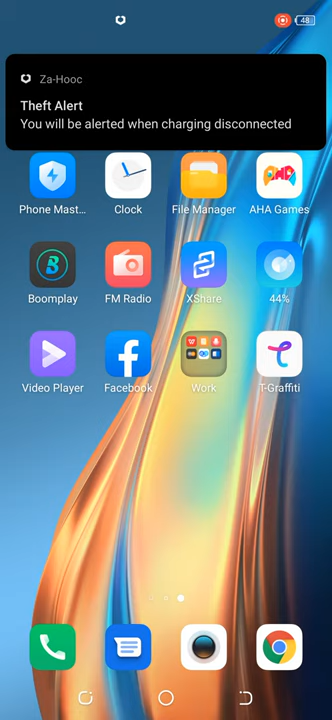 48
Za-Hooc
Theft Alert
You will be alerted when charging disconnected
Phone Mast...
Clock
File Manager
AHA Games
Boomplay
FM Radio
XShare
44%
Video Player
Facebook
Work
T-Graffiti